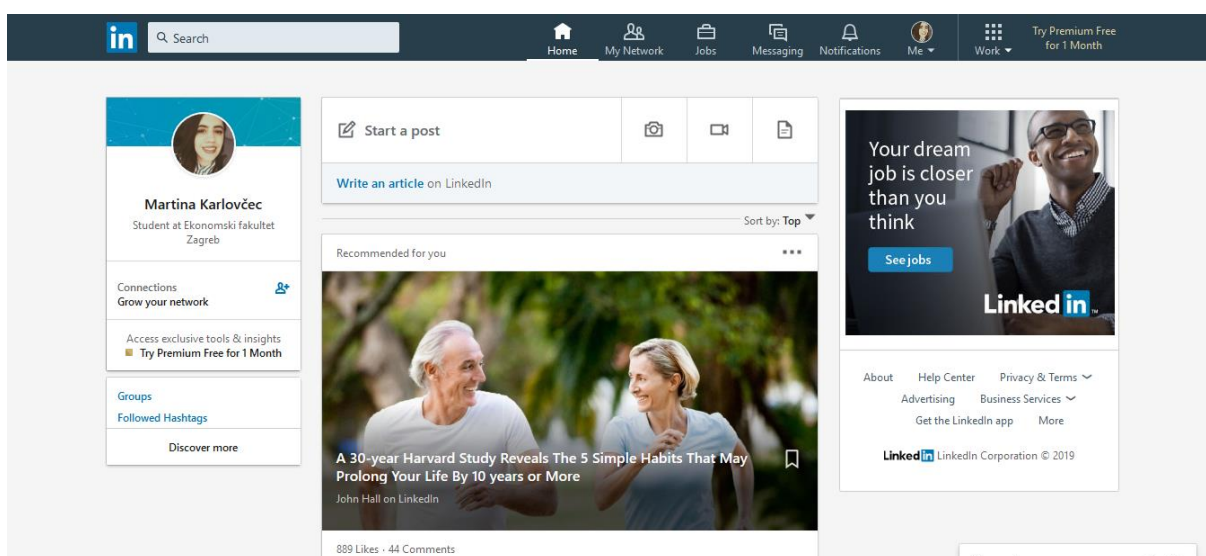 in
Search
Home
My Network
Jobs
Messaging
Notifications
Me
Work
Try Premium Free
for 1 Month
Martina Karlovčec
Student at Ekonomski fakultet
Zagreb
Connections
Grow your network
Access exclusive tools & insights
Try Premium Free for 1 Month
Groups
Followed Hashtags
Discover more
Start a post
Write an article on LinkedIn
Sort by: Top
Recommended for you
A 30-year Harvard Study Reveals The 5 Simple Habits That May
Prolong Your Life By 10 years or More
John Hall on LinkedIn
889 Likes · 44 Comments
Your dream
job is closer
than you
think
See jobs
Linked in
About Help Center Privacy & Terms
Advertising Business Services
Get the LinkedIn app More
Linked in LinkedIn Corporation © 2019